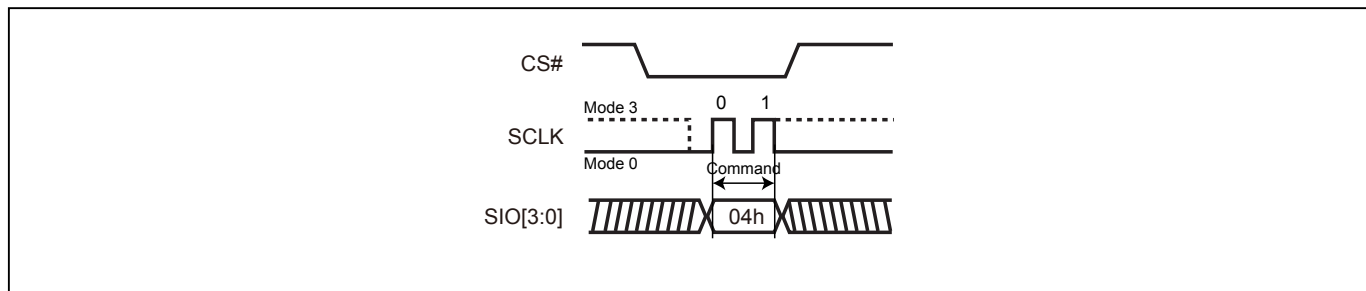 CS#
Mode 3
0 1
SCLK
Mode 0
Command
SIO[3:0]
04h